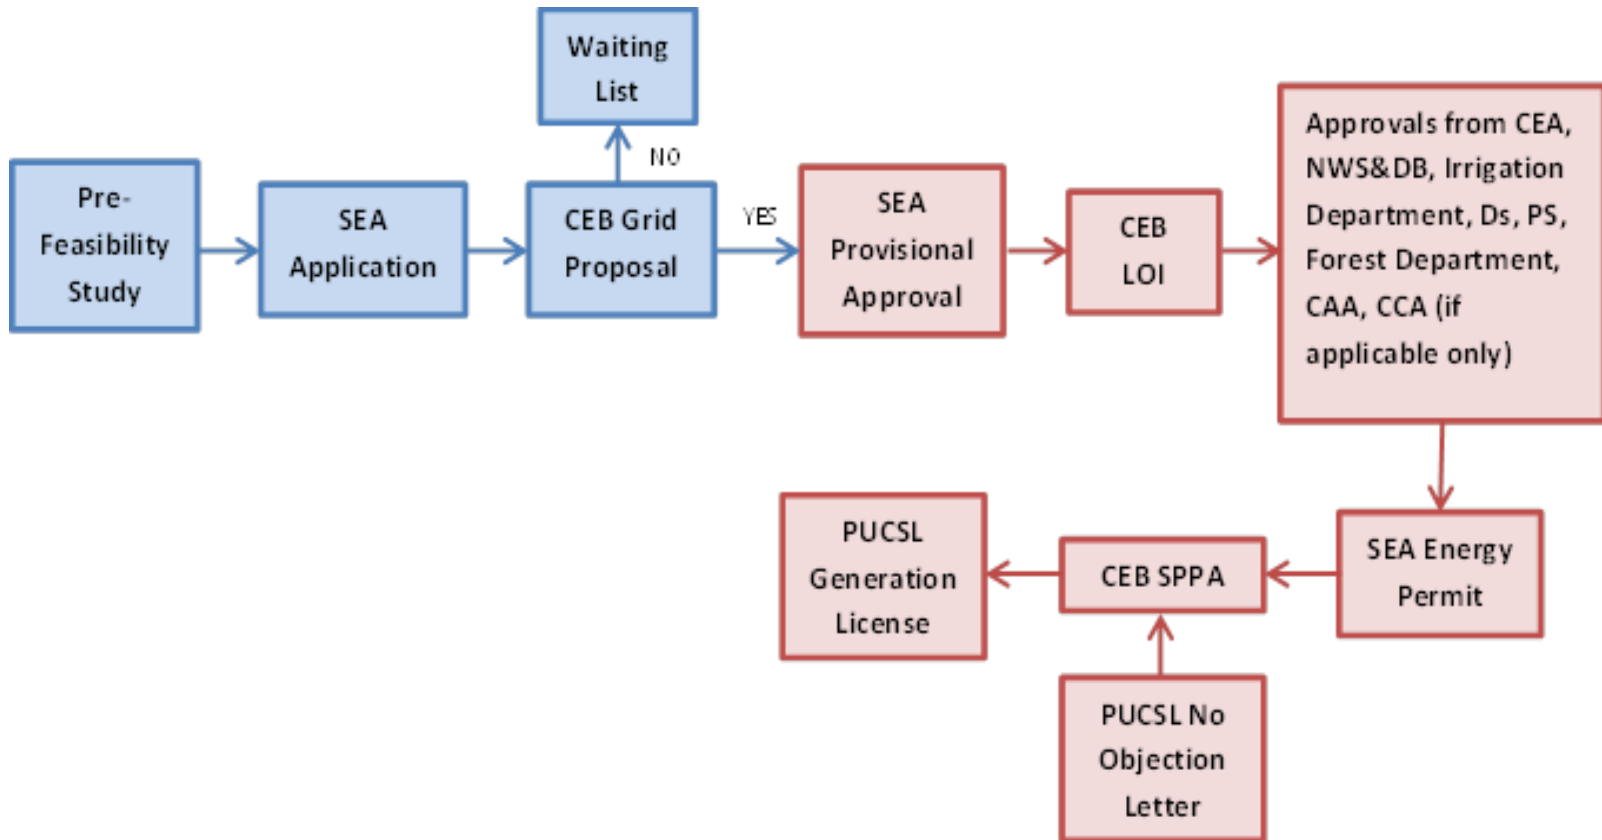 Waiting
List
NO
Pre-
Feasibility
Study
SEA
Application
CEB Grid
Proposal
YES
SEA
Provisional
Approval
CEB
LOI
Approvals from CEA,
NWS&DB, Irrigation
Department, Ds, PS,
Forest Department,
CAA, CCA (if
applicable only)
PUCSL
Generation
License
CEB SPPA
SEA Energy
Permit
PUCSL No
Objection
Letter